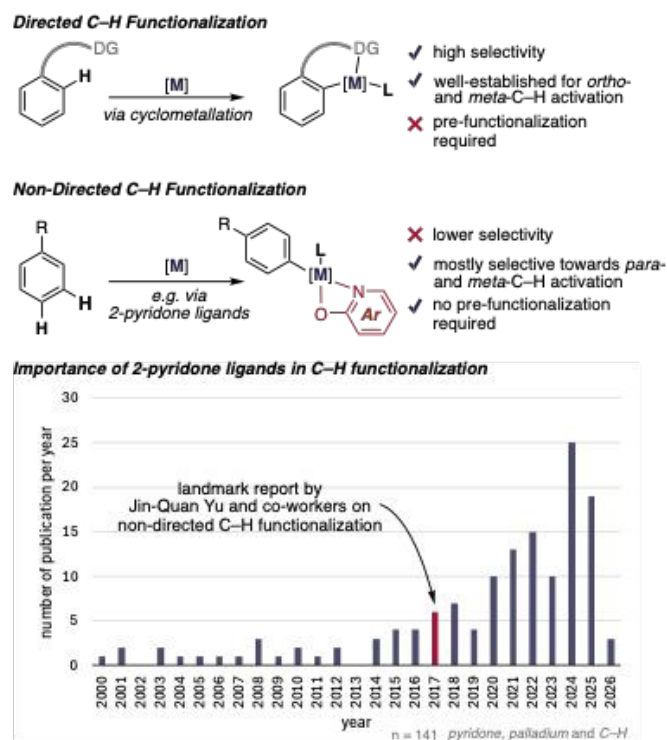 Directed C–H Functionalization
DG
H
[M]
via cyclometallation
DG
[M]
L
✓ high selectivity
✓ well-established for ortho-
and meta-C–H activation
✗ pre-functionalization
required
Non-Directed C–H Functionalization
R
H
H
[M]
e.g. via
2-pyridone ligands
R
L
[M]
N
O
Ar
✗ lower selectivity
✓ mostly selective towards para-
and meta-C–H activation
✓ no pre-functionalization
required
Importance of 2-pyridone ligands in C–H functionalization
number of publication per year
30
25
20
15
10
5
0
landmark report by
Jin-Quan Yu and co-workers on
non-directed C–H functionalization
2000
2001
2002
2003
2004
2005
2006
2007
2008
2009
2010
2011
2012
2013
2014
2015
2016
2017
2018
2019
2020
2021
2022
2023
2024
2025
2026
year
n = 141 pyridone, palladium and C–H